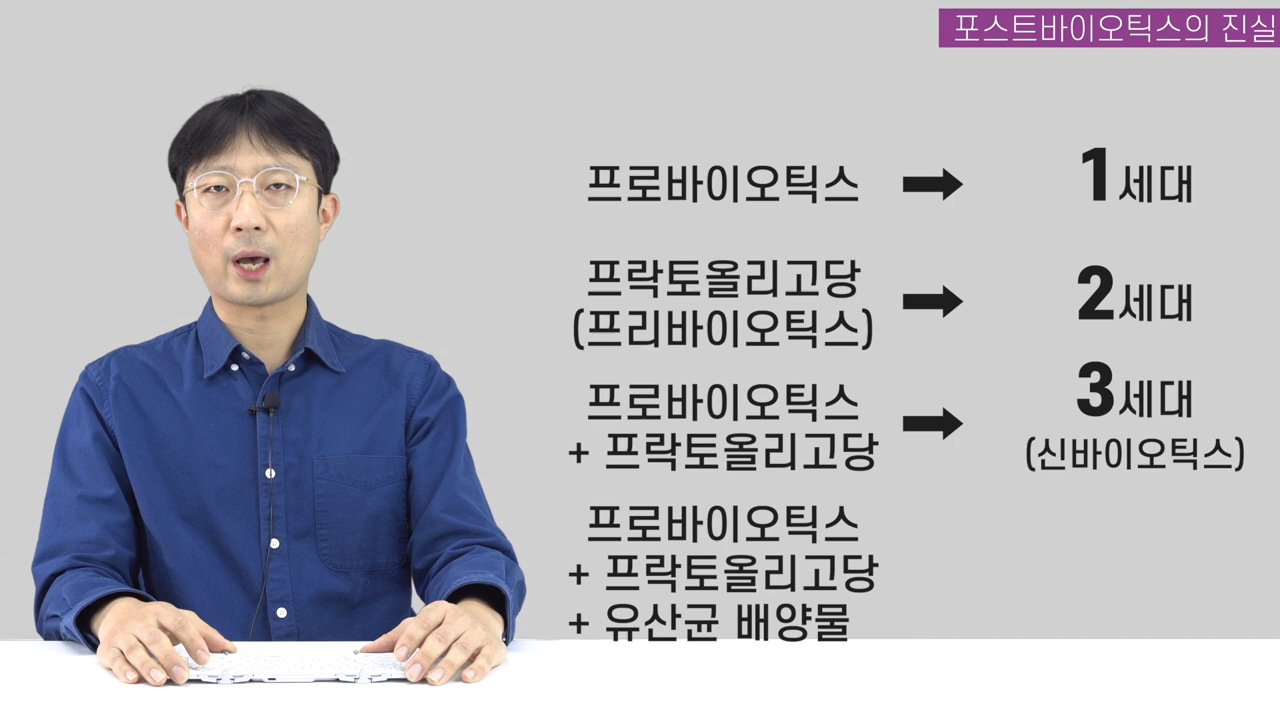 포스트바이오틱스의 진실
프로바이오틱스 → 1세대
프락토올리고당
(프리바이오틱스) → 2세대
프로바이오틱스
+ 프락토올리고당 → 3세대
(신바이오틱스)
프로바이오틱스
+ 프락토올리고당
+ 유산균 배양물